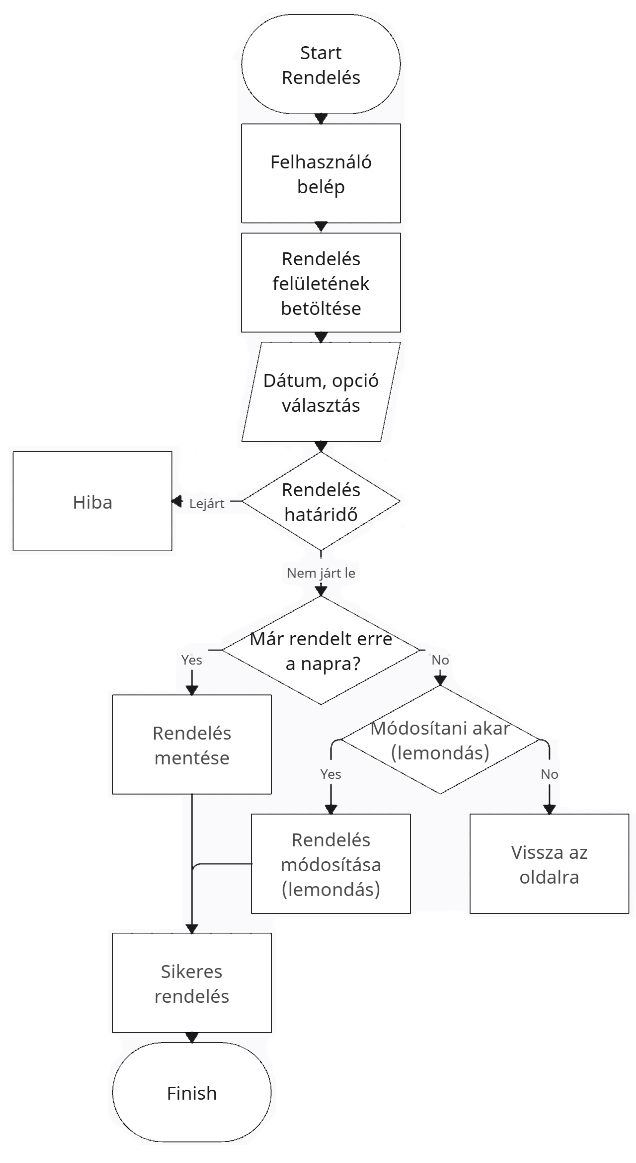 Start
Rendelés
Felhasználó
belép
Rendelés
felületének
betöltése
Dátum, opció
választás
Rendelés
határidő
Lejárt
Hiba
Nem járt le
Már rendelt erre
a napra?
Yes
No
Rendelés
mentése
Módosítani akar
(lemondás)
Yes
No
Rendelés
módosítása
(lemondás)
Vissza az
oldalra
Sikeres
rendelés
Finish